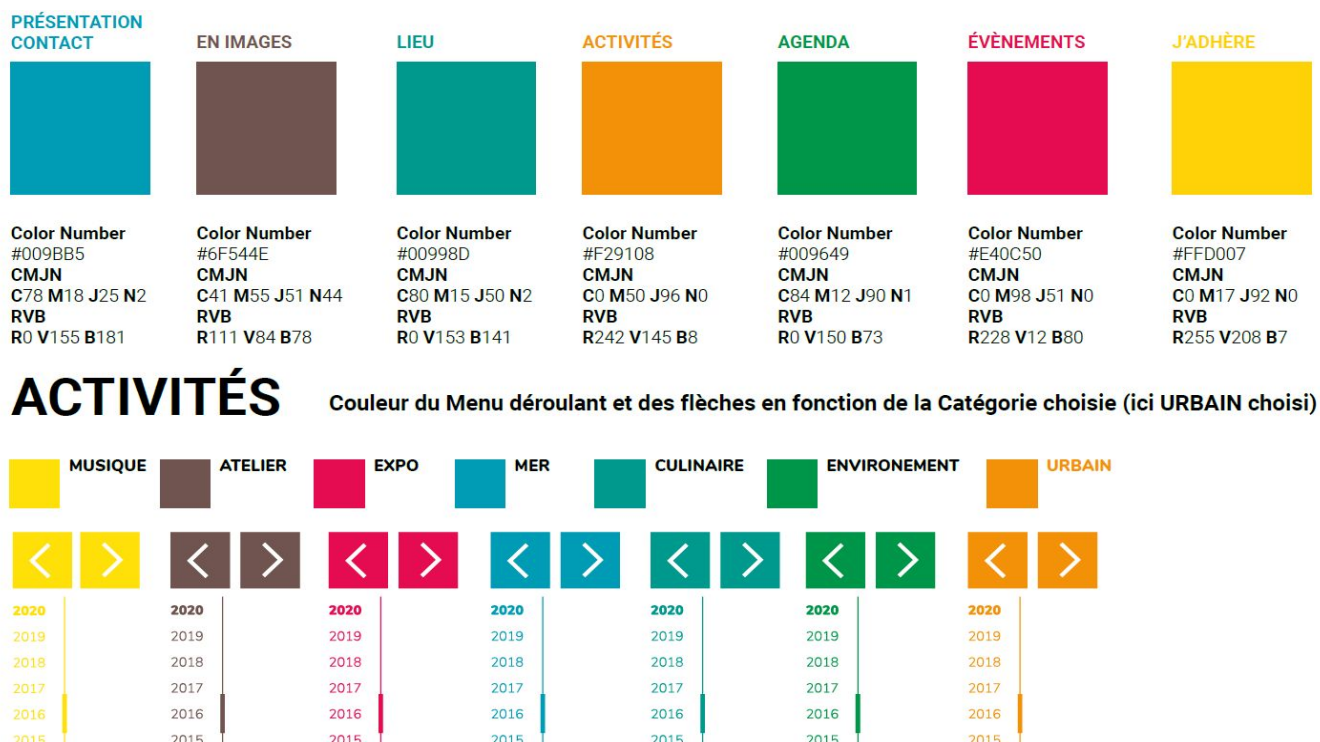 PRÉSENTATION
CONTACT
EN IMAGES
LIEU
ACTIVITÉS
AGENDA
ÉVÈNEMENTS
J'ADHÈRE
Color Number
#009BB5
CMJN
C78 M18 J25 N2
RVB
R0 V155 B181
Color Number
#6F544E
CMJN
C41 M55 J51 N44
RVB
R111 V84 B78
Color Number
#00998D
CMJN
C80 M15 J50 N2
RVB
R0 V153 B141
Color Number
#F29108
CMJN
C0 M50 J96 N0
RVB
R242 V145 B8
Color Number
#009649
CMJN
C84 M12 J90 N1
RVB
R0 V150 B73
Color Number
#E40C50
CMJN
C0 M98 J51 N0
RVB
R228 V12 B80
Color Number
#FFD007
CMJN
C0 M17 J92 N0
RVB
R255 V208 B7
ACTIVITÉS
Couleur du Menu déroulant et des flèches en fonction de la Catégorie choisie (ici URBAIN choisi)
MUSIQUE
ATELIER
EXPO
MER
CULINAIRE
ENVIRONEMENT
URBAIN
2020 2020 2020 2020 2020 2020 2020
2019 2019 2019 2019 2019 2019 2019
2018 2018 2018 2018 2018 2018 2018
2017 2017 2017 2017 2017 2017 2017
2016 2016 2016 2016 2016 2016 2016
2015 2015 2015 2015 2015 2015 2015